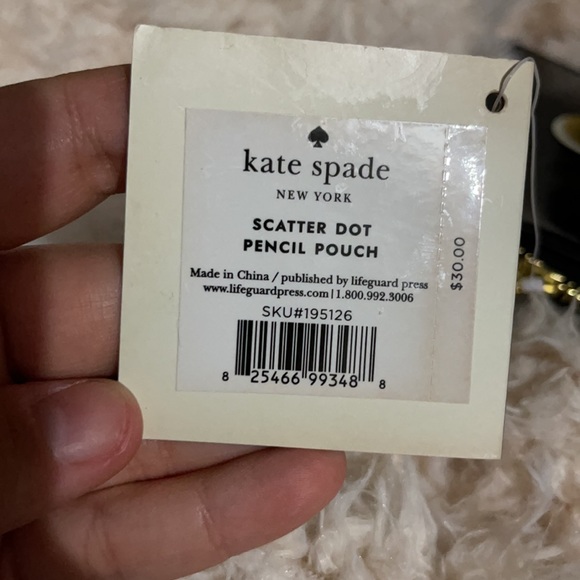 kate spade
NEW YORK
SCATTER DOT
PENCIL POUCH
Made in China / published by lifeguard press
www.lifeguardpress.com | 1.800.992.3006
SKU#195126
8 25466 99348 8
$30.00